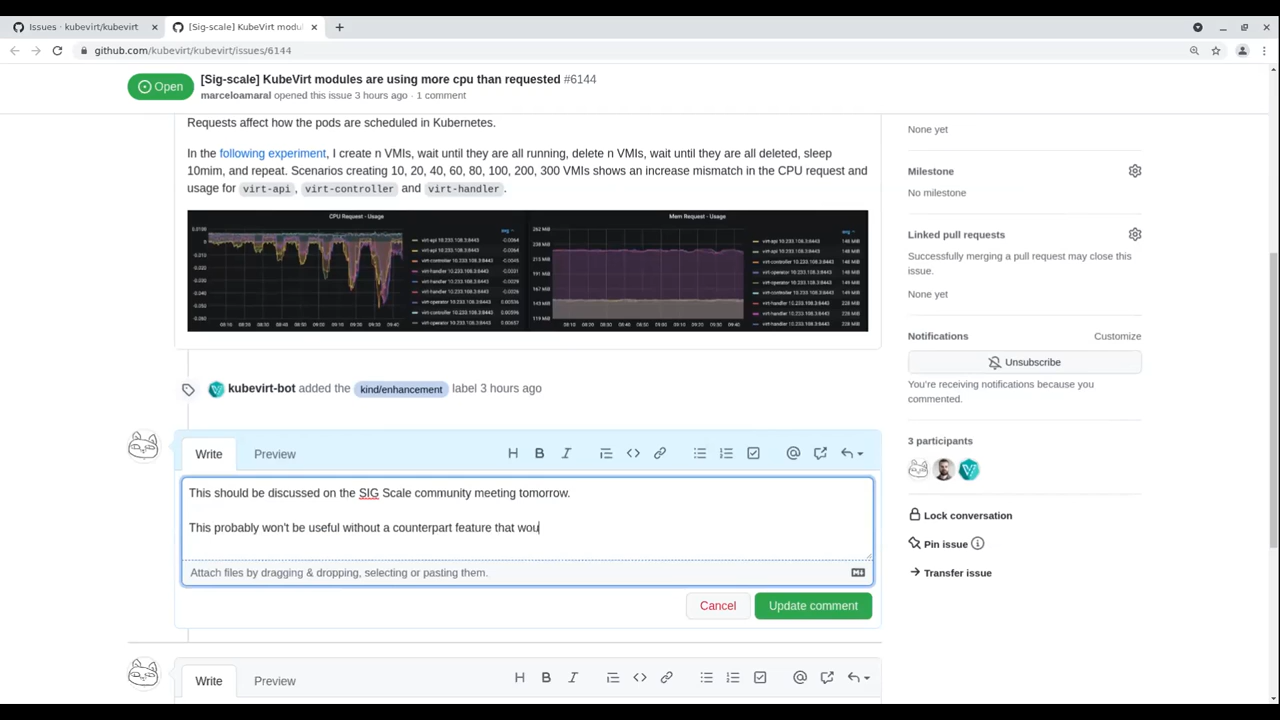 Issues · kubevirt/kubevirt
[Sig-scale] KubeVirt modul
github.com/kubevirt/kubevirt/issues/6144
Open
[Sig-scale] KubeVirt modules are using more cpu than requested #6144
marceloamaral opened this issue 3 hours ago · 1 comment
Requests affect how the pods are scheduled in Kubernetes.
In the following experiment, I create n VMIs, wait until they are all running, delete n VMIs, wait until they are all deleted, sleep
10mim, and repeat. Scenarios creating 10, 20, 40, 60, 80, 100, 200, 300 VMIs shows an increase mismatch in the CPU request and
usage for virt-api, virt-controller and virt-handler.
CPU Request - Usage
Mem Request - Usage
kubevirt-bot added the kind/enhancement label 3 hours ago
Write
Preview
This should be discussed on the SIG Scale community meeting tomorrow.
This probably won't be useful without a counterpart feature that wou
Attach files by dragging & dropping, selecting or pasting them.
Cancel
Update comment
Write
Preview
None yet
Milestone
No milestone
Linked pull requests
Successfully merging a pull request may close this
issue.
None yet
Notifications
Customize
Unsubscribe
You're receiving notifications because you
commented.
3 participants
Lock conversation
Pin issue
Transfer issue